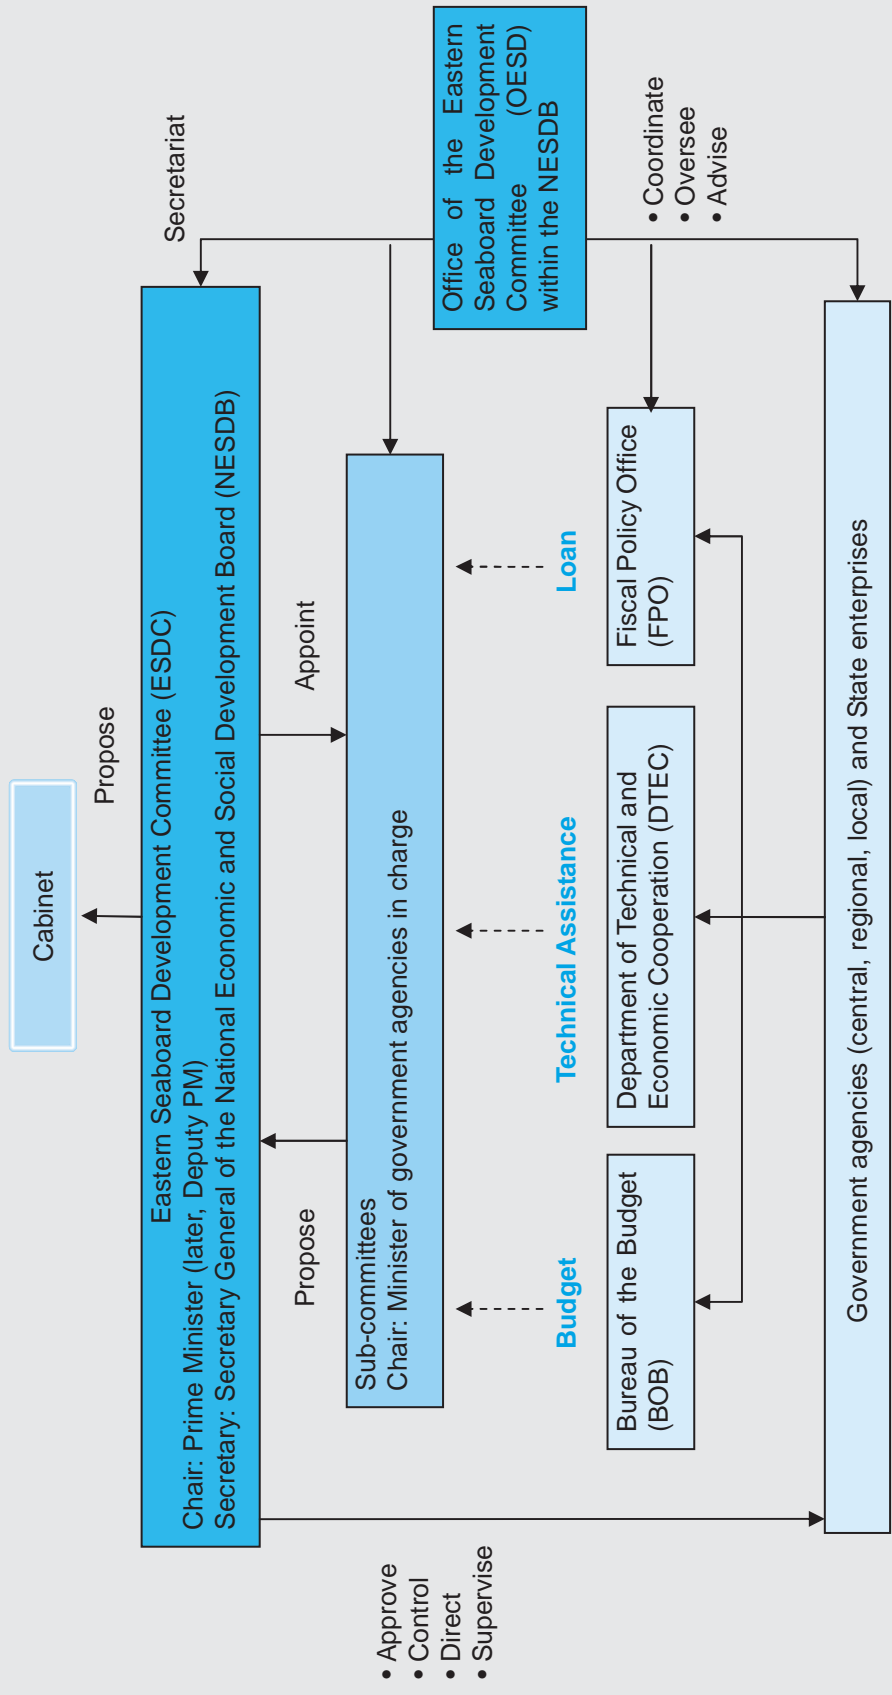 Cabinet
Propose
Secretariat
Eastern Seaboard Development Committee (ESDC)
Chair: Prime Minister (later, Deputy PM)
Secretary: Secretary General of the National Economic and Social Development Board (NESDB)
• Approve
• Control
• Direct
• Supervise
Propose
Appoint
Sub-committees
Chair: Minister of government agencies in charge
Office of the Eastern
Seaboard Development
Committee (OESD)
within the NESDB
Budget
Technical Assistance
Loan
Bureau of the Budget
(BOB)
Department of Technical and
Economic Cooperation (DTEC)
Fiscal Policy Office
(FPO)
• Coordinate
• Oversee
• Advise
Government agencies (central, regional, local) and State enterprises